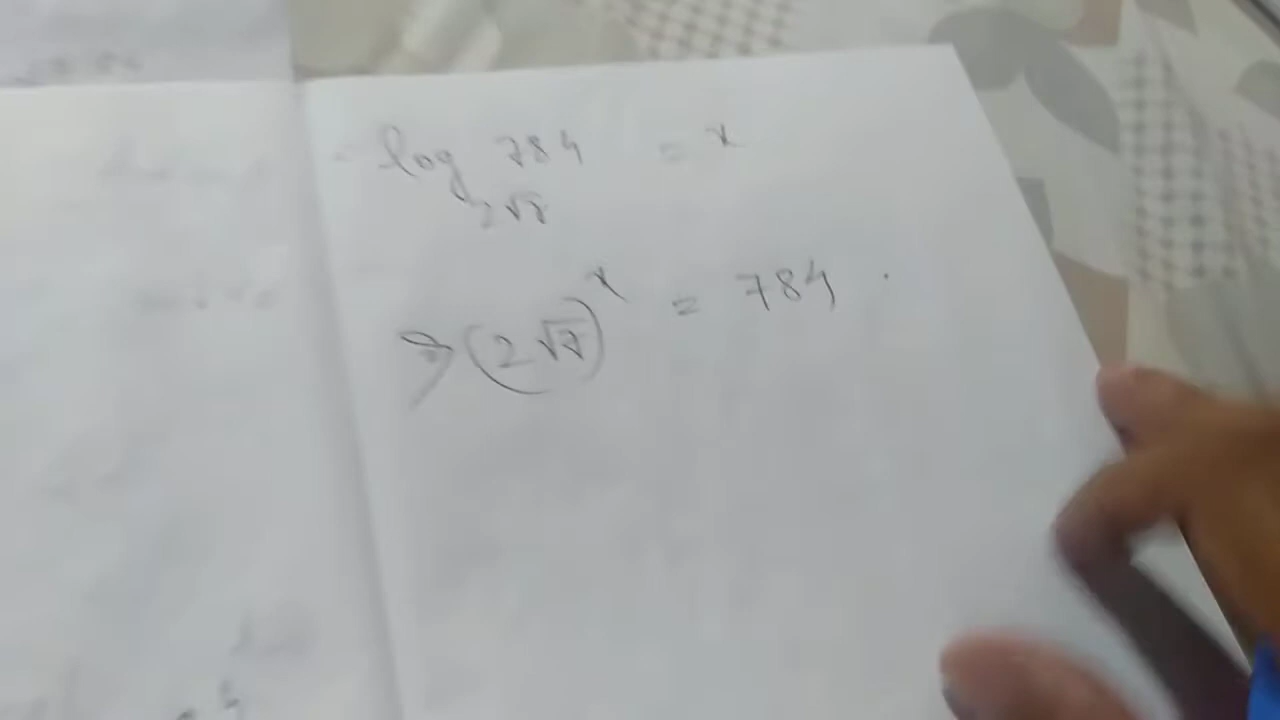 log 784 = x
2√7
⇒ (2√7)^x = 784